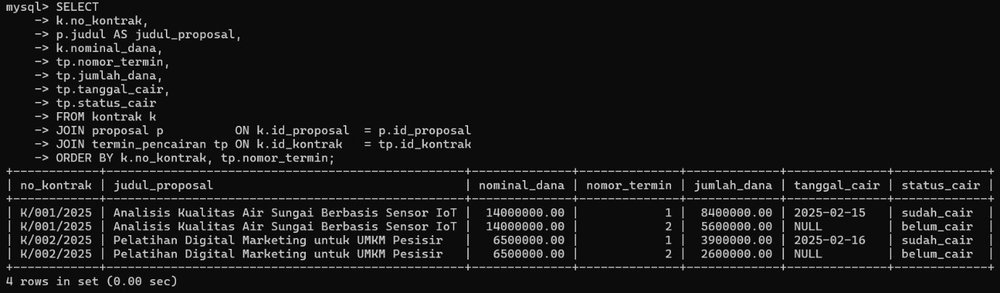 mysql> SELECT
    -> k.no_kontrak,
    -> p.judul AS judul_proposal,
    -> k.nominal_dana,
    -> tp.nomor_termin,
    -> tp.jumlah_dana,
    -> tp.tanggal_cair,
    -> tp.status_cair
    -> FROM kontrak k
    -> JOIN proposal p          ON k.id_proposal  = p.id_proposal
    -> JOIN termin_pencairan tp ON k.id_kontrak   = tp.id_kontrak
    -> ORDER BY k.no_kontrak, tp.nomor_termin;
+------------+--------------------------------------------------+--------------+--------------+-------------+--------------+-------------+
| no_kontrak | judul_proposal                                   | nominal_dana | nomor_termin | jumlah_dana | tanggal_cair | status_cair |
+------------+--------------------------------------------------+--------------+--------------+-------------+--------------+-------------+
| K/001/2025 | Analisis Kualitas Air Sungai Berbasis Sensor IoT |  14000000.00 |            1 |  8400000.00 | 2025-02-15   | sudah_cair  |
| K/001/2025 | Analisis Kualitas Air Sungai Berbasis Sensor IoT |  14000000.00 |            2 |  5600000.00 | NULL         | belum_cair  |
| K/002/2025 | Pelatihan Digital Marketing untuk UMKM Pesisir   |   6500000.00 |            1 |  3900000.00 | 2025-02-16   | sudah_cair  |
| K/002/2025 | Pelatihan Digital Marketing untuk UMKM Pesisir   |   6500000.00 |            2 |  2600000.00 | NULL         | belum_cair  |
+------------+--------------------------------------------------+--------------+--------------+-------------+--------------+-------------+
4 rows in set (0.00 sec)